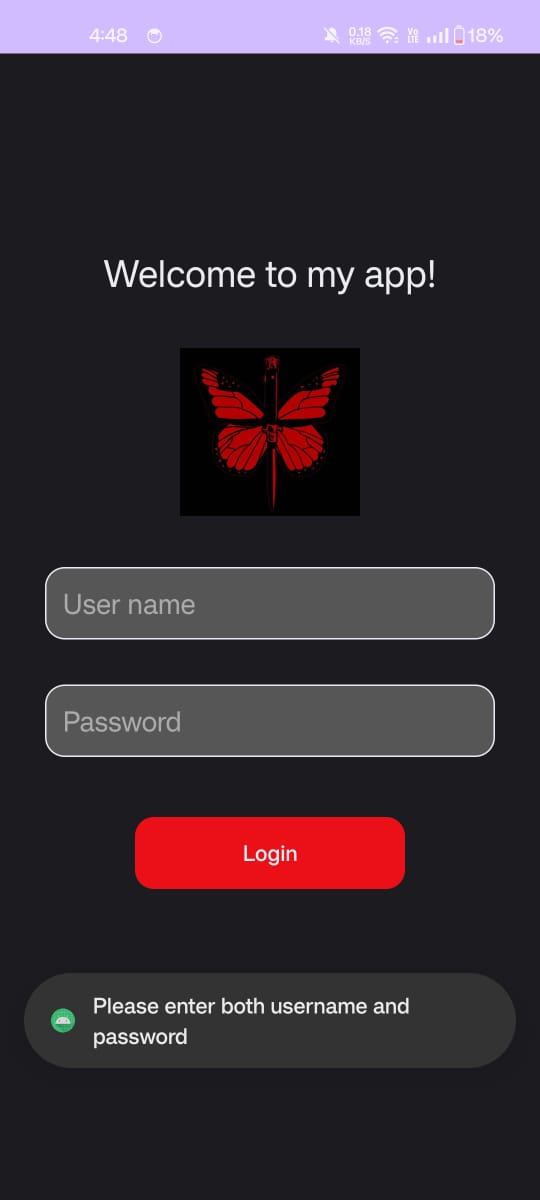 4:48 0.18 KB/S Vo LTE 18%
Welcome to my app!
User name
Password
Login
Please enter both username and
password